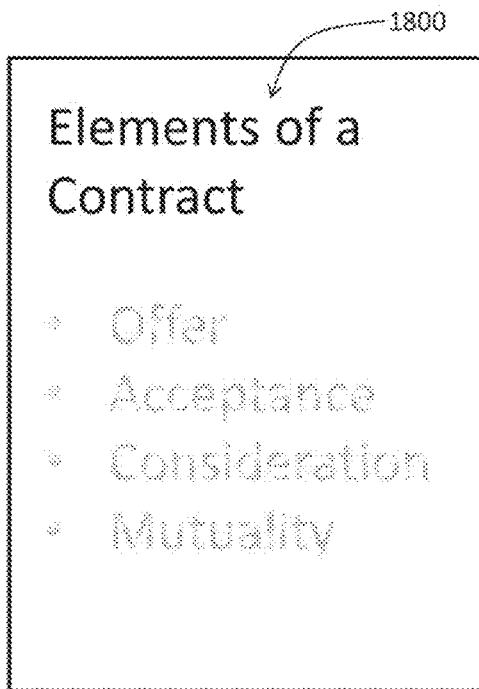 1800
Elements of a
Contract
• Offer
• Acceptance
• Consideration
• Mutuality